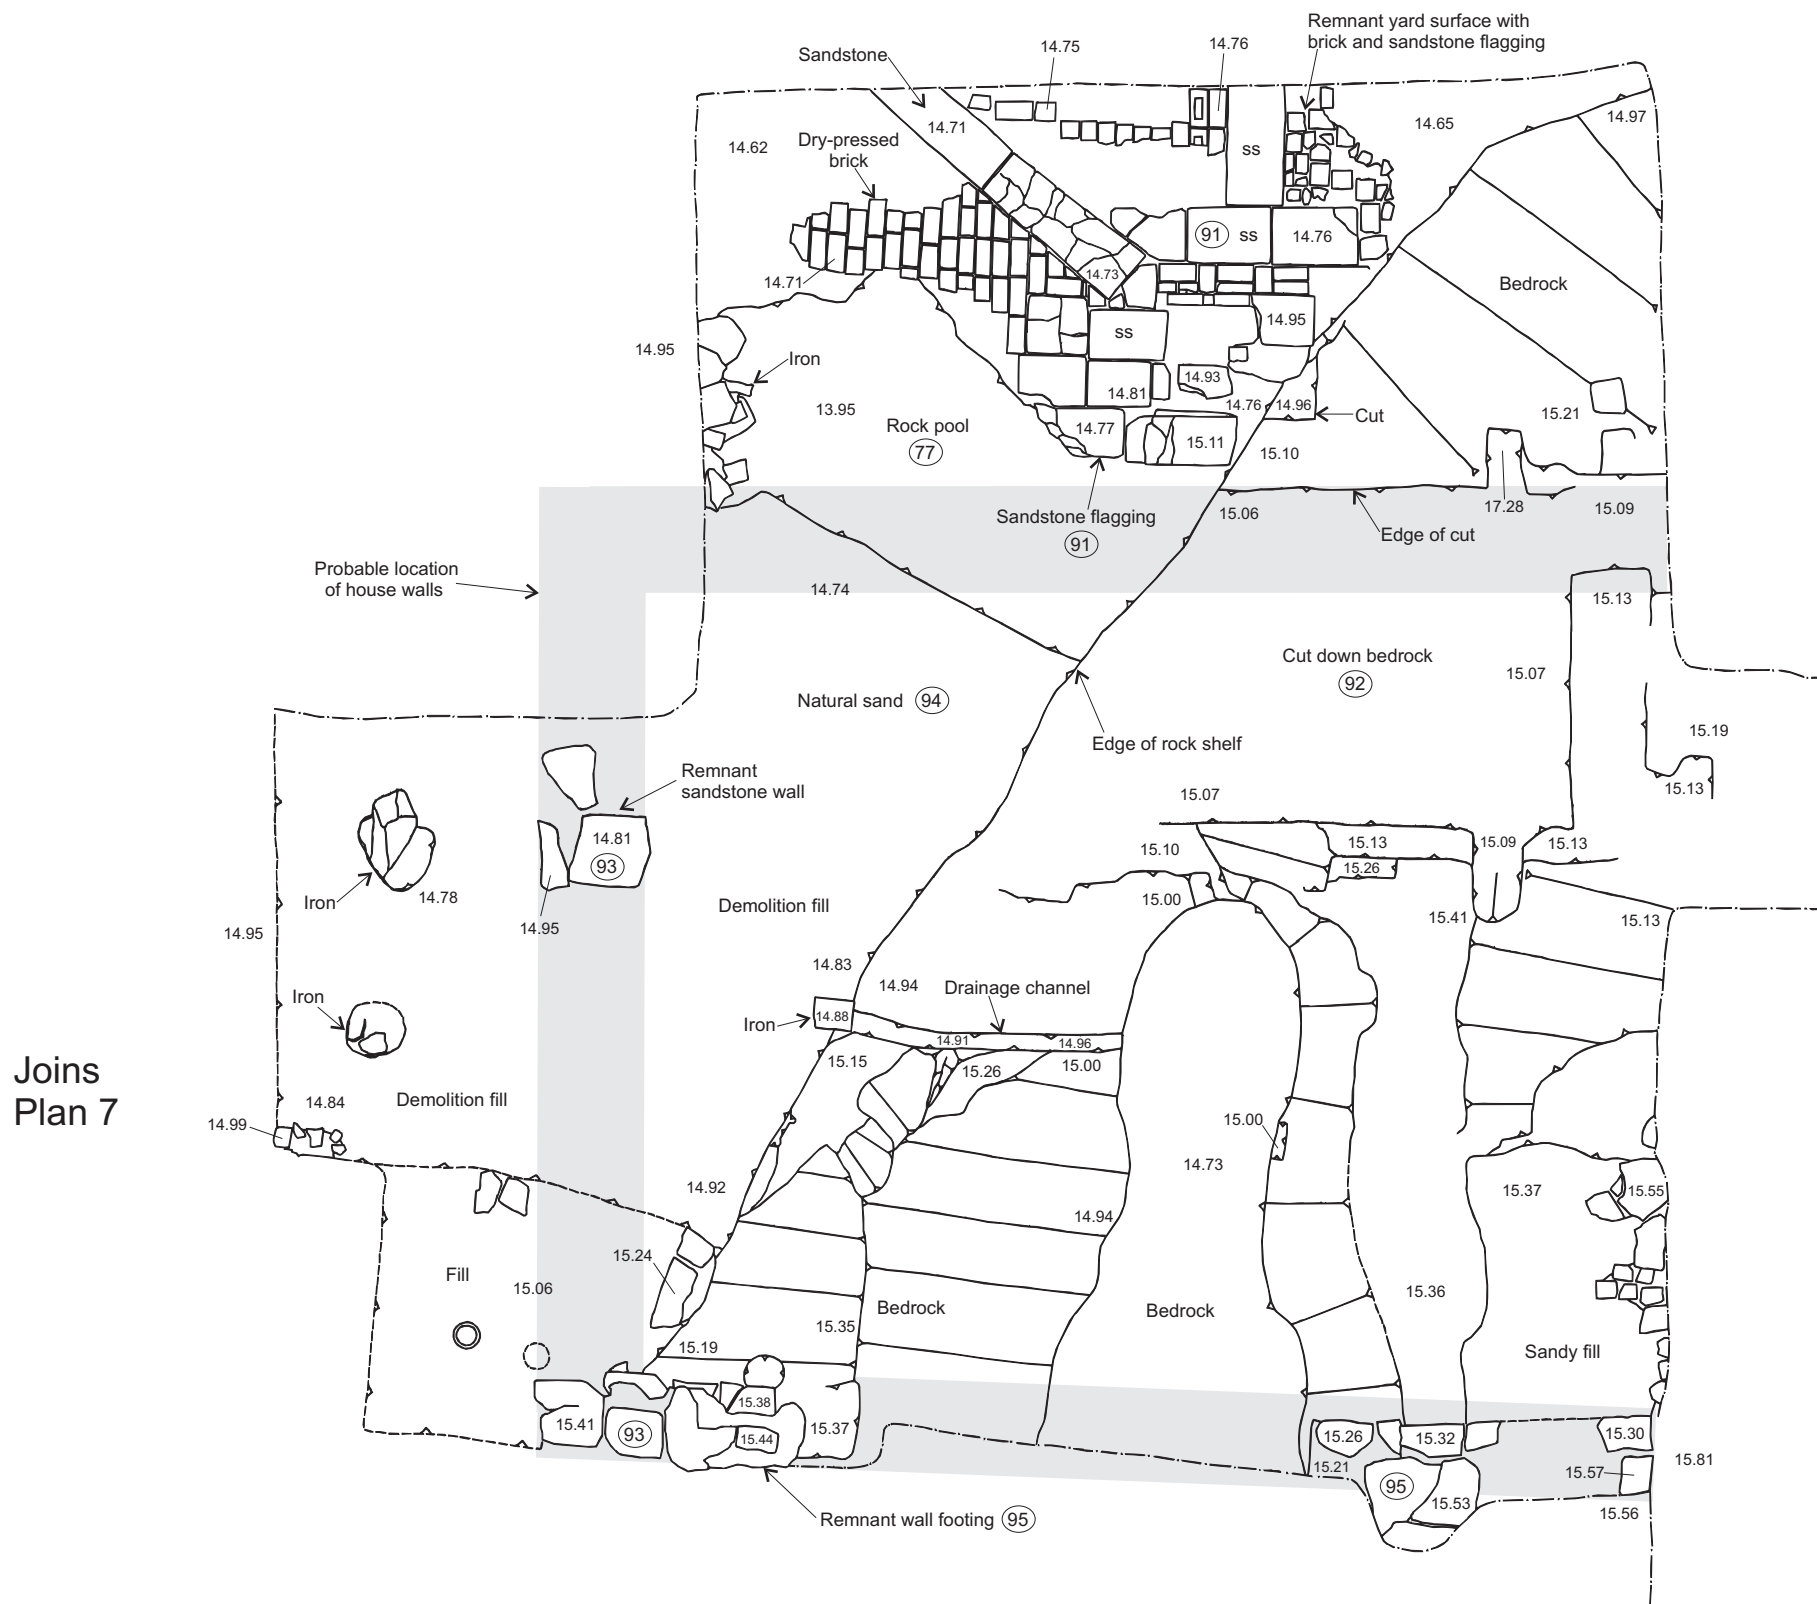 Remnant yard surface with
brick and sandstone flagging
14.75
14.76
Sandstone
14.71
14.65
14.97
14.62
Dry-pressed
brick
ss
91
ss
14.76
14.71
14.73
Bedrock
14.95
ss
14.95
Iron
14.93
14.81
14.76
14.96
Cut
13.95
15.21
Rock pool
77
14.77
15.11
15.10
Sandstone flagging
91
15.06
17.28
15.09
Edge of cut
Probable location
of house walls
14.74
15.13
Cut down bedrock
92
15.07
Natural sand
94
Edge of rock shelf
15.19
Remnant
sandstone wall
15.13
15.07
14.81
93
15.10
15.13
15.09
15.13
15.26
Iron
14.78
14.95
Demolition fill
15.00
15.41
15.13
14.95
14.83
14.94
Drainage channel
Iron
Iron
14.88
14.91
14.96
15.15
15.26
15.00
Joins
Plan 7
14.84
Demolition fill
14.99
15.00
14.73
14.92
15.37
15.55
14.94
15.24
Fill
15.06
15.36
Bedrock
Bedrock
15.35
15.19
Sandy fill
15.38
15.41
93
15.44
15.37
15.26
15.32
15.30
15.21
15.81
15.57
95
15.53
15.56
Remnant wall footing
95